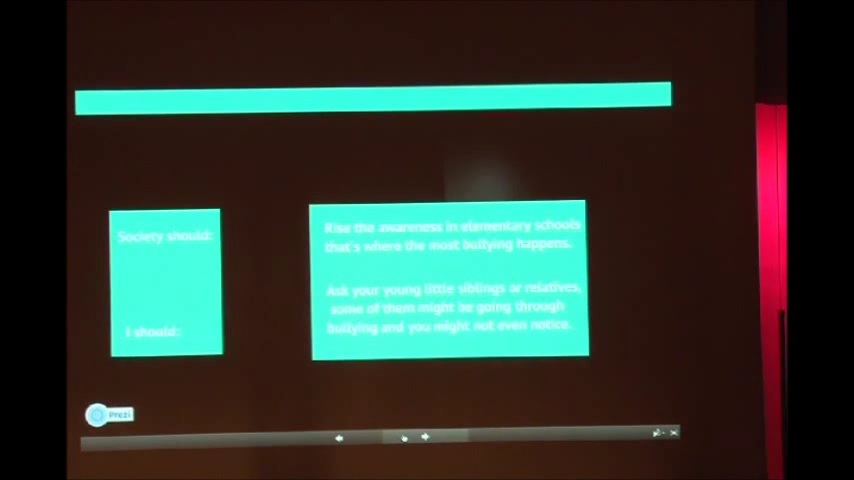 Society should:
I should:
Rise the awareness in elementary schools
that's where the most bullying happens.
Ask your young little siblings or relatives,
some of them might be going through
bullying and you might not even notice.
Prezi